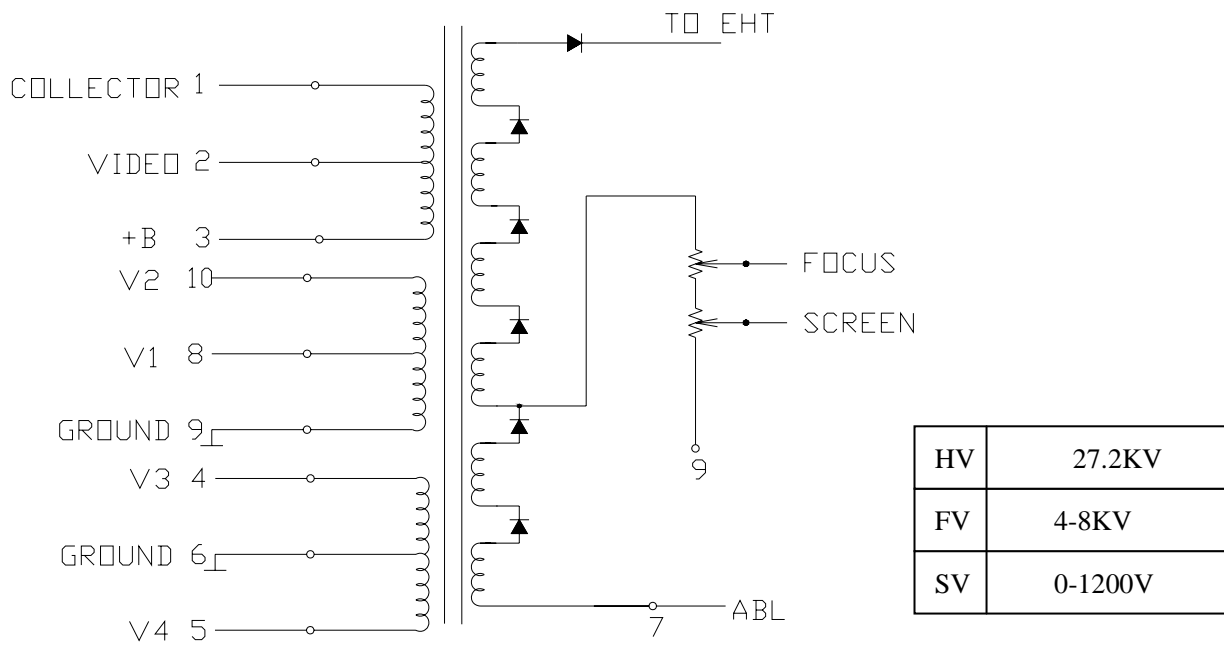 TO EHT
COLLECTOR 1
VIDEO 2
+B 3
V2 10
V1 8
GROUND 9
V3 4
GROUND 6
V4 5
FOCUS
SCREEN
9
ABL
7
HV 27.2KV
FV 4-8KV
SV 0-1200V